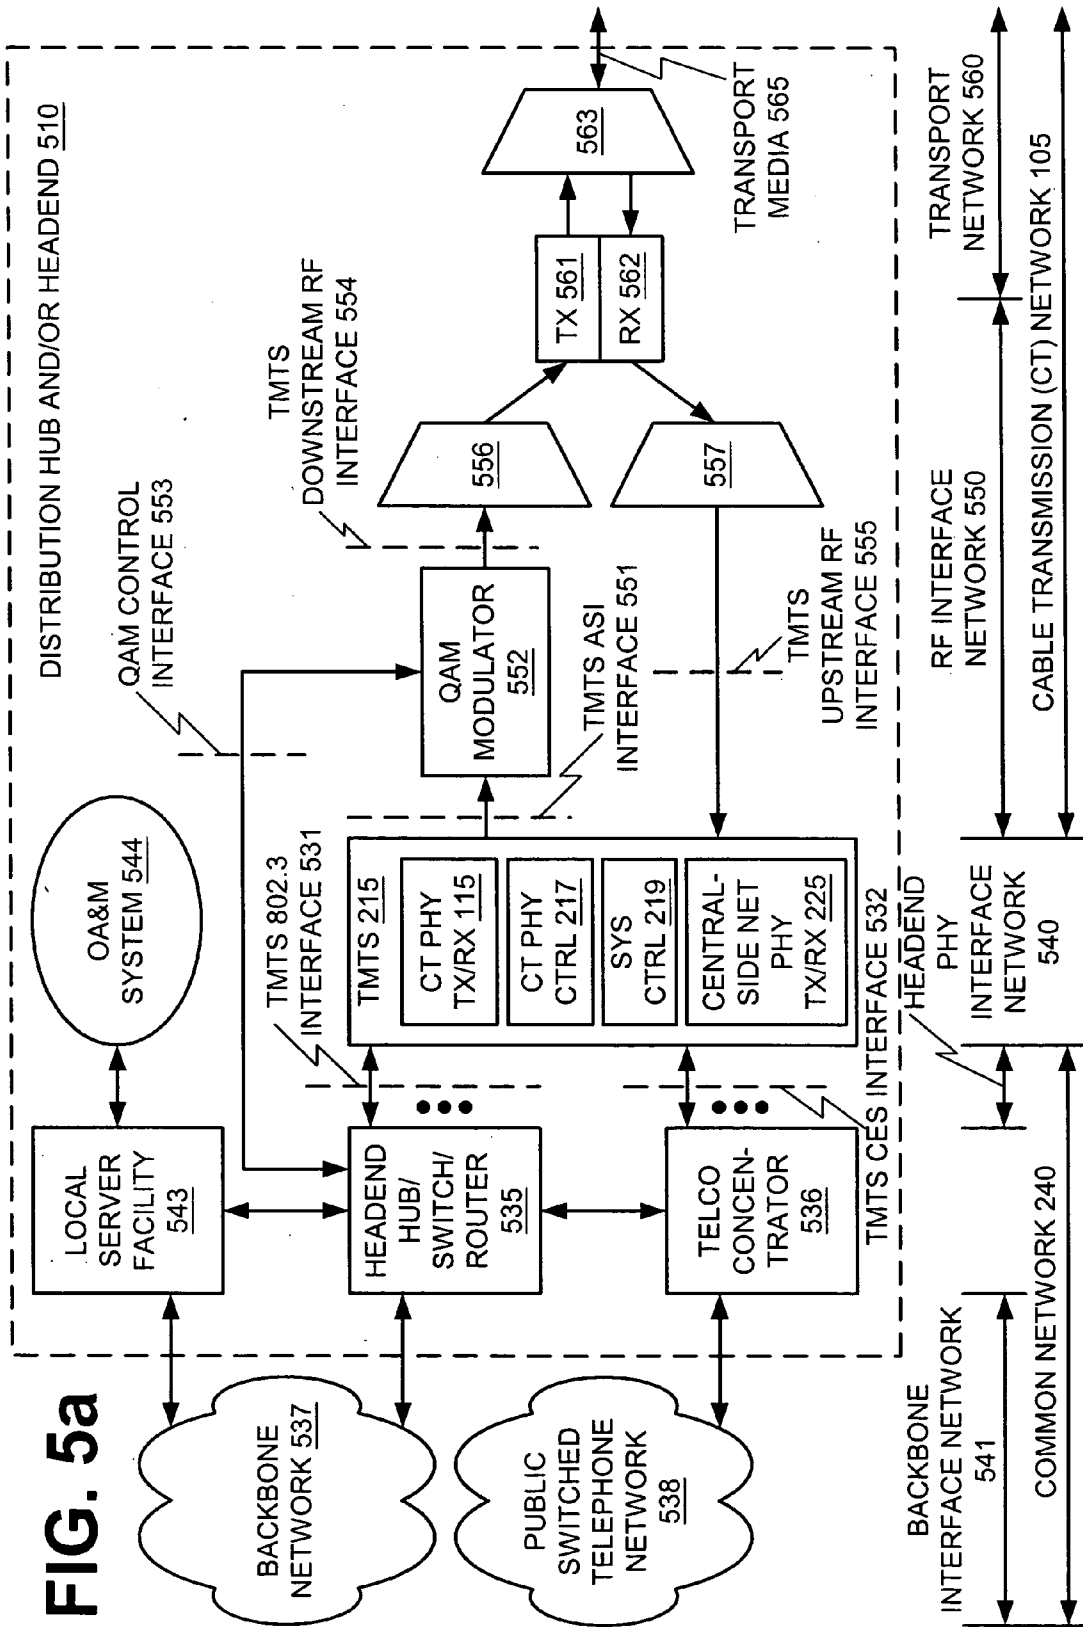 FIG. 5a
DISTRIBUTION HUB AND/OR HEADEND 510
BACKBONE
NETWORK 537
PUBLIC
SWITCHED
TELEPHONE
NETWORK
538
LOCAL
SERVER
FACILITY
543
OA&M
SYSTEM 544
HEADEND
HUB/
SWITCH/
ROUTER
535
TELCO
CONCEN-
TRATOR
536
TMTS 802.3
INTERFACE 531
TMTS CES INTERFACE 532
TMTS 215
CT PHY
TX/RX 115
CT PHY
CTRL 217
SYS
CTRL 219
CENTRAL-
SIDE NET
PHY
TX/RX 225
QAM CONTROL
INTERFACE 553
TMTS ASI
INTERFACE 551
QAM
MODULATOR
552
TMTS
DOWNSTREAM RF
INTERFACE 554
TMTS
UPSTREAM RF
INTERFACE 555
556
557
TX 561
RX 562
563
TRANSPORT
MEDIA 565
BACKBONE
INTERFACE NETWORK
541
HEADEND
PHY
INTERFACE
NETWORK
540
RF INTERFACE
NETWORK 550
TRANSPORT
NETWORK 560
COMMON NETWORK 240
CABLE TRANSMISSION (CT) NETWORK 105